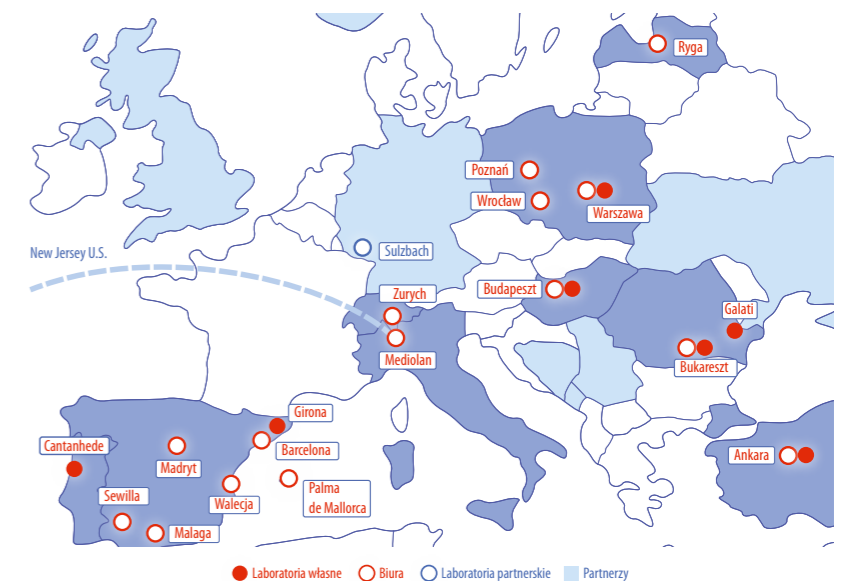 Ryga
Poznań
Wrocław
Warszawa
New Jersey U.S.
Sulzbach
Zurych
Budapeszt
Galati
Mediolan
Bukareszt
Girona
Cantanhede
Barcelona
Madryt
Ankara
Sewilla
Walecja
Palma
de Mallorca
Malaga
Laboratoria własne
Biura
Laboratoria partnerskie
Partnerzy